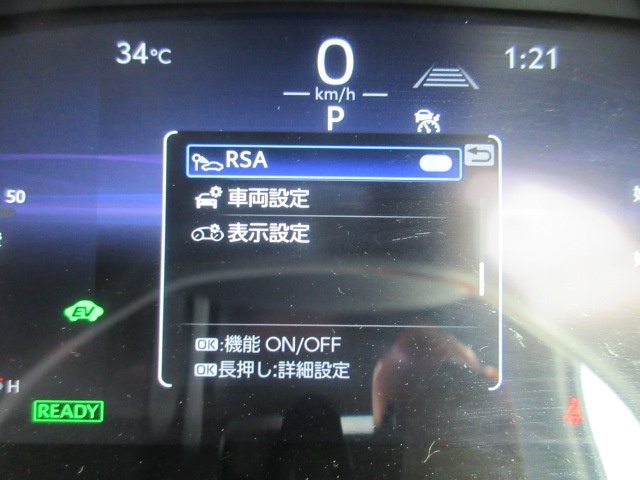 34℃
0
km/h
1:21
P
RSA
車両設定
50
表示設定
EV
OK:機能 ON/OFF
OK長押し:詳細設定
H
READY